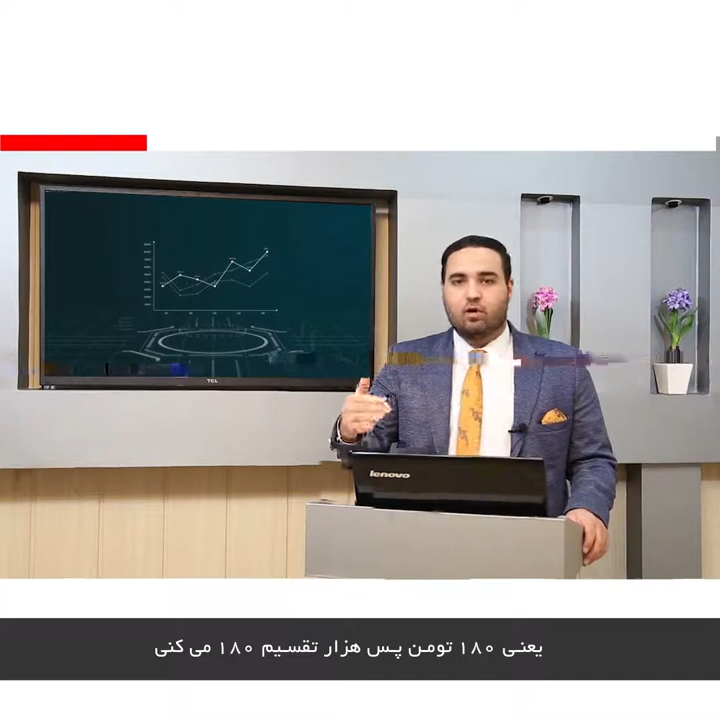 TCL
lenovo
یعنی ۱۸۰ تومن پس هزار تقسیم ۱۸۰ می کنی